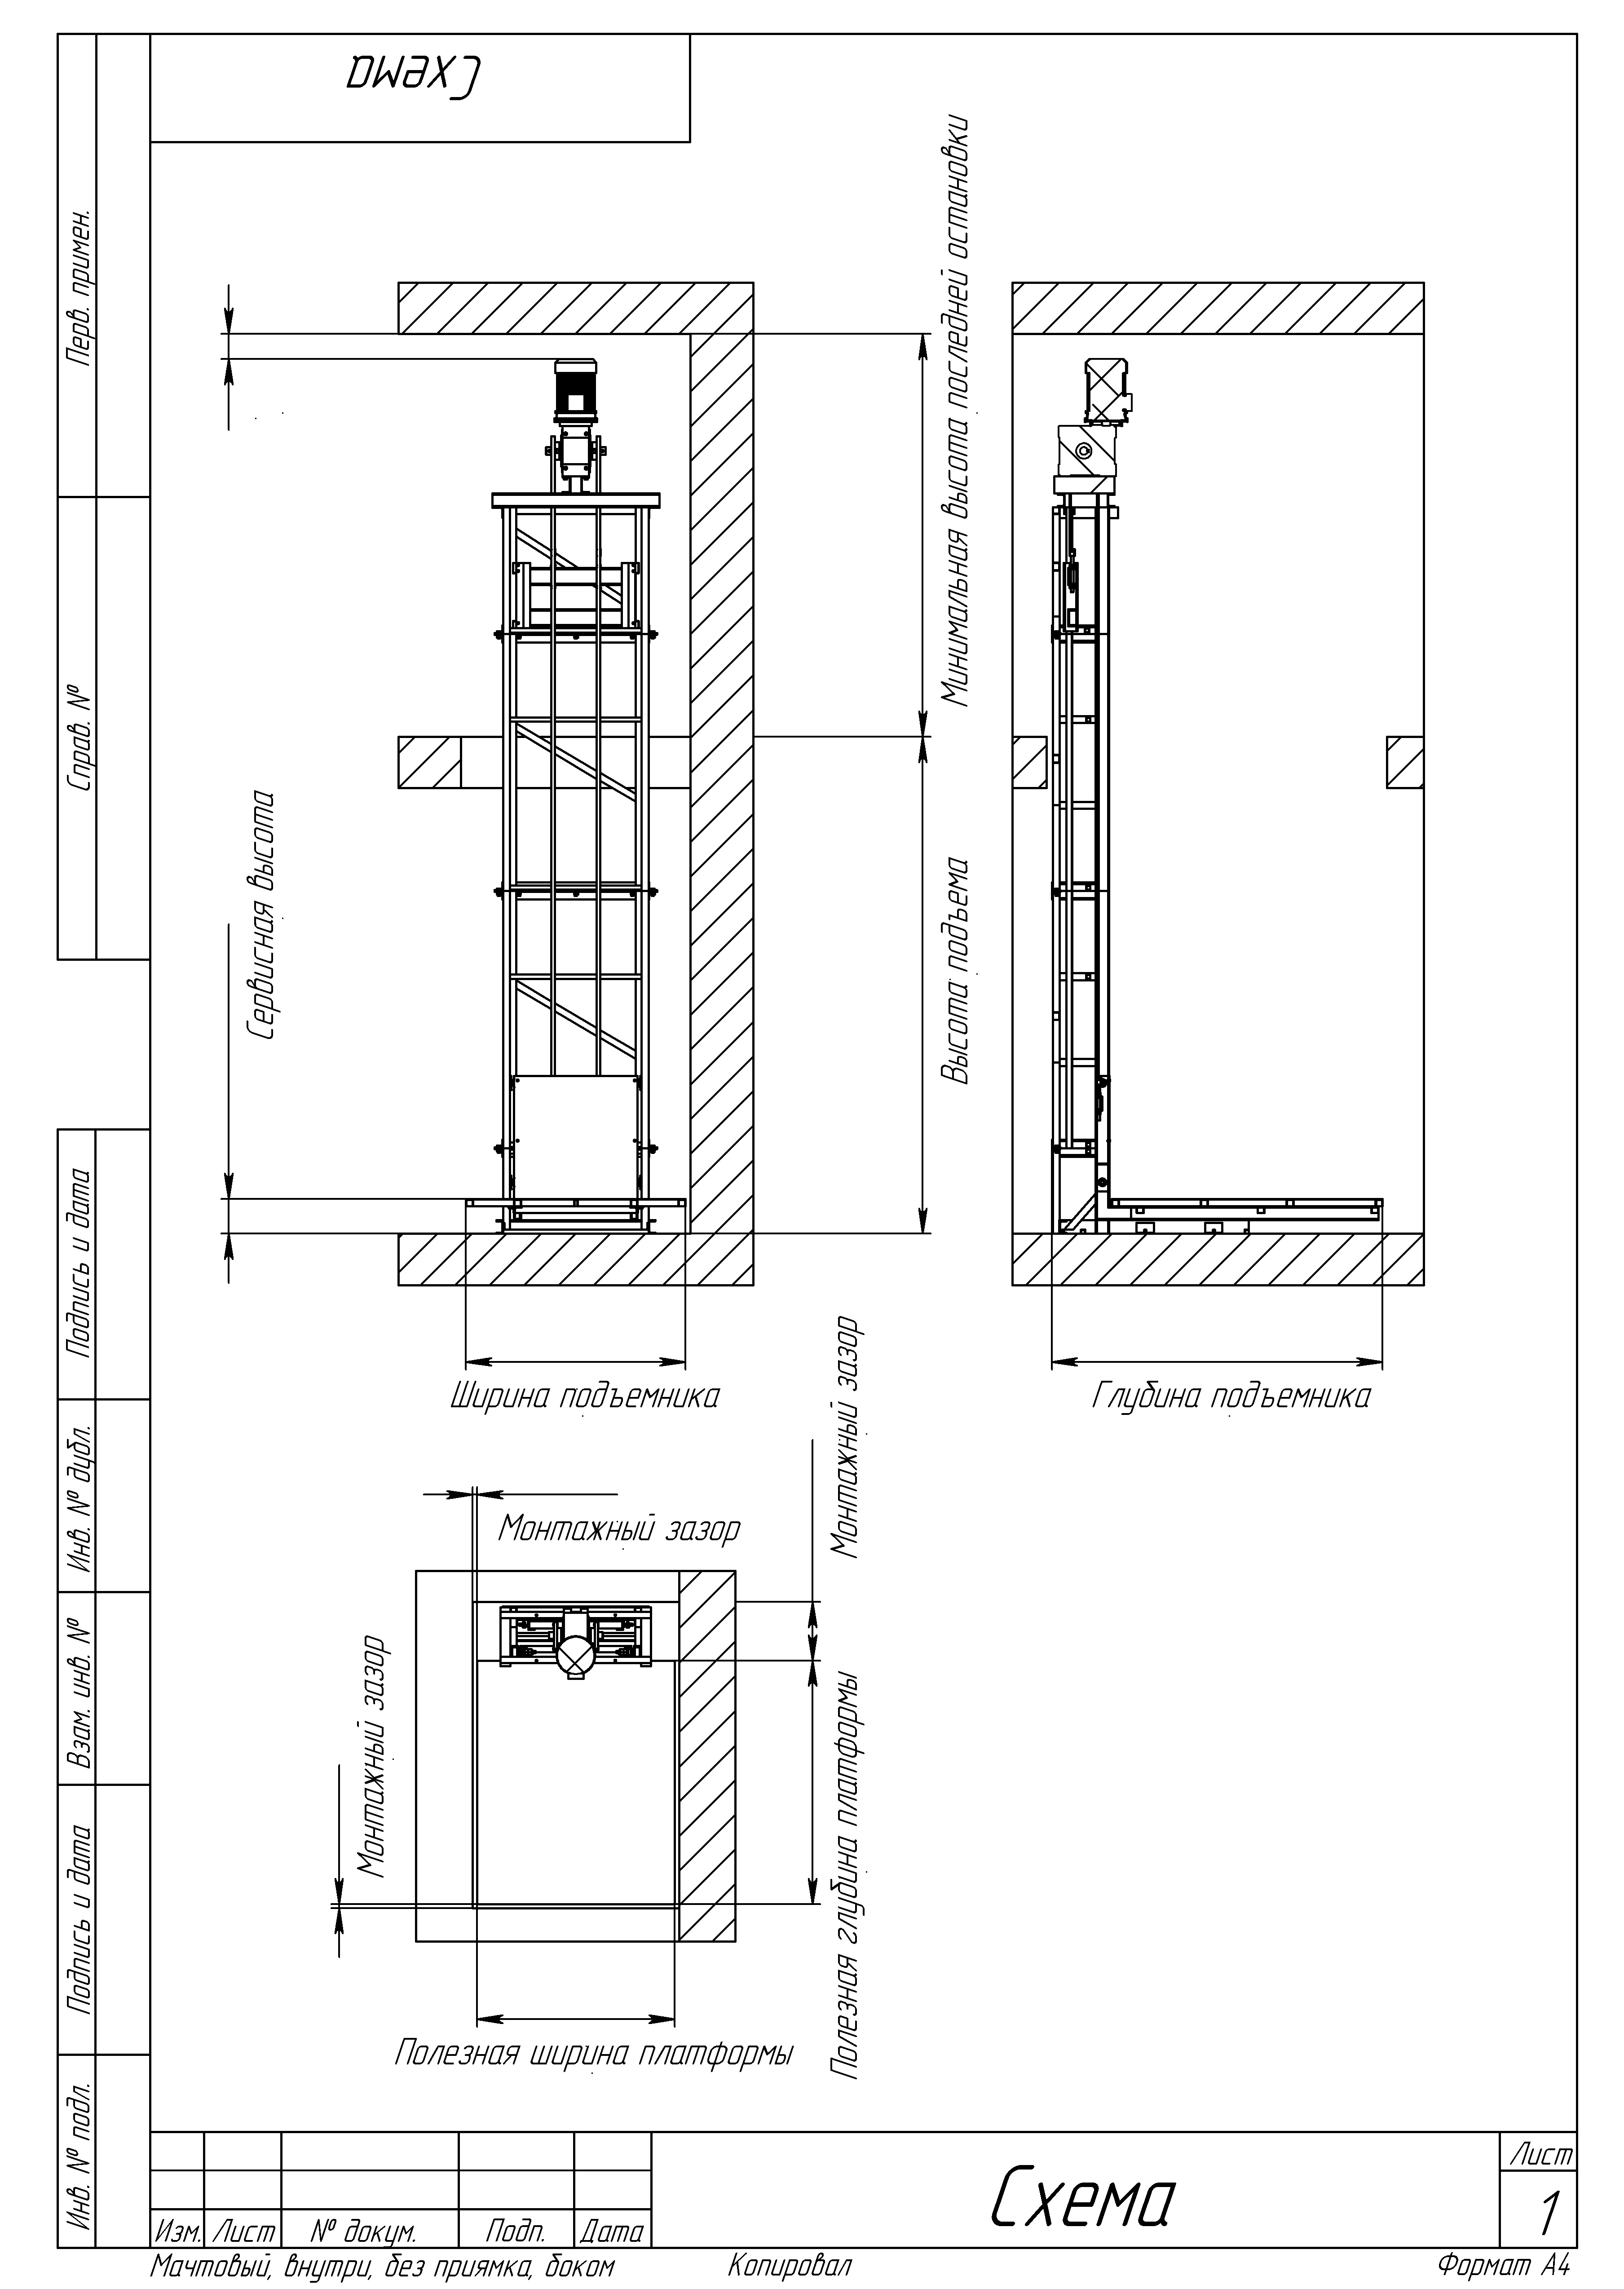 Схема
Перв. примен.
Справ. №
Подпись и дата
Инв. № дубл.
Взам. инв. №
Подпись и дата
Инв. № подл.
Минимальная высота последней остановки
Сервисная высота
Высота подъема
Ширина подъемника
Глубина подъемника
Монтажный зазор
Монтажный зазор
Монтажный зазор
Полезная глубина платформы
Полезная ширина платформы
Изм. Лист № докум. Подп. Дата
Схема
Лист
1
Мачтовый, внутри, без приямка, боком
Копировал
Формат А4